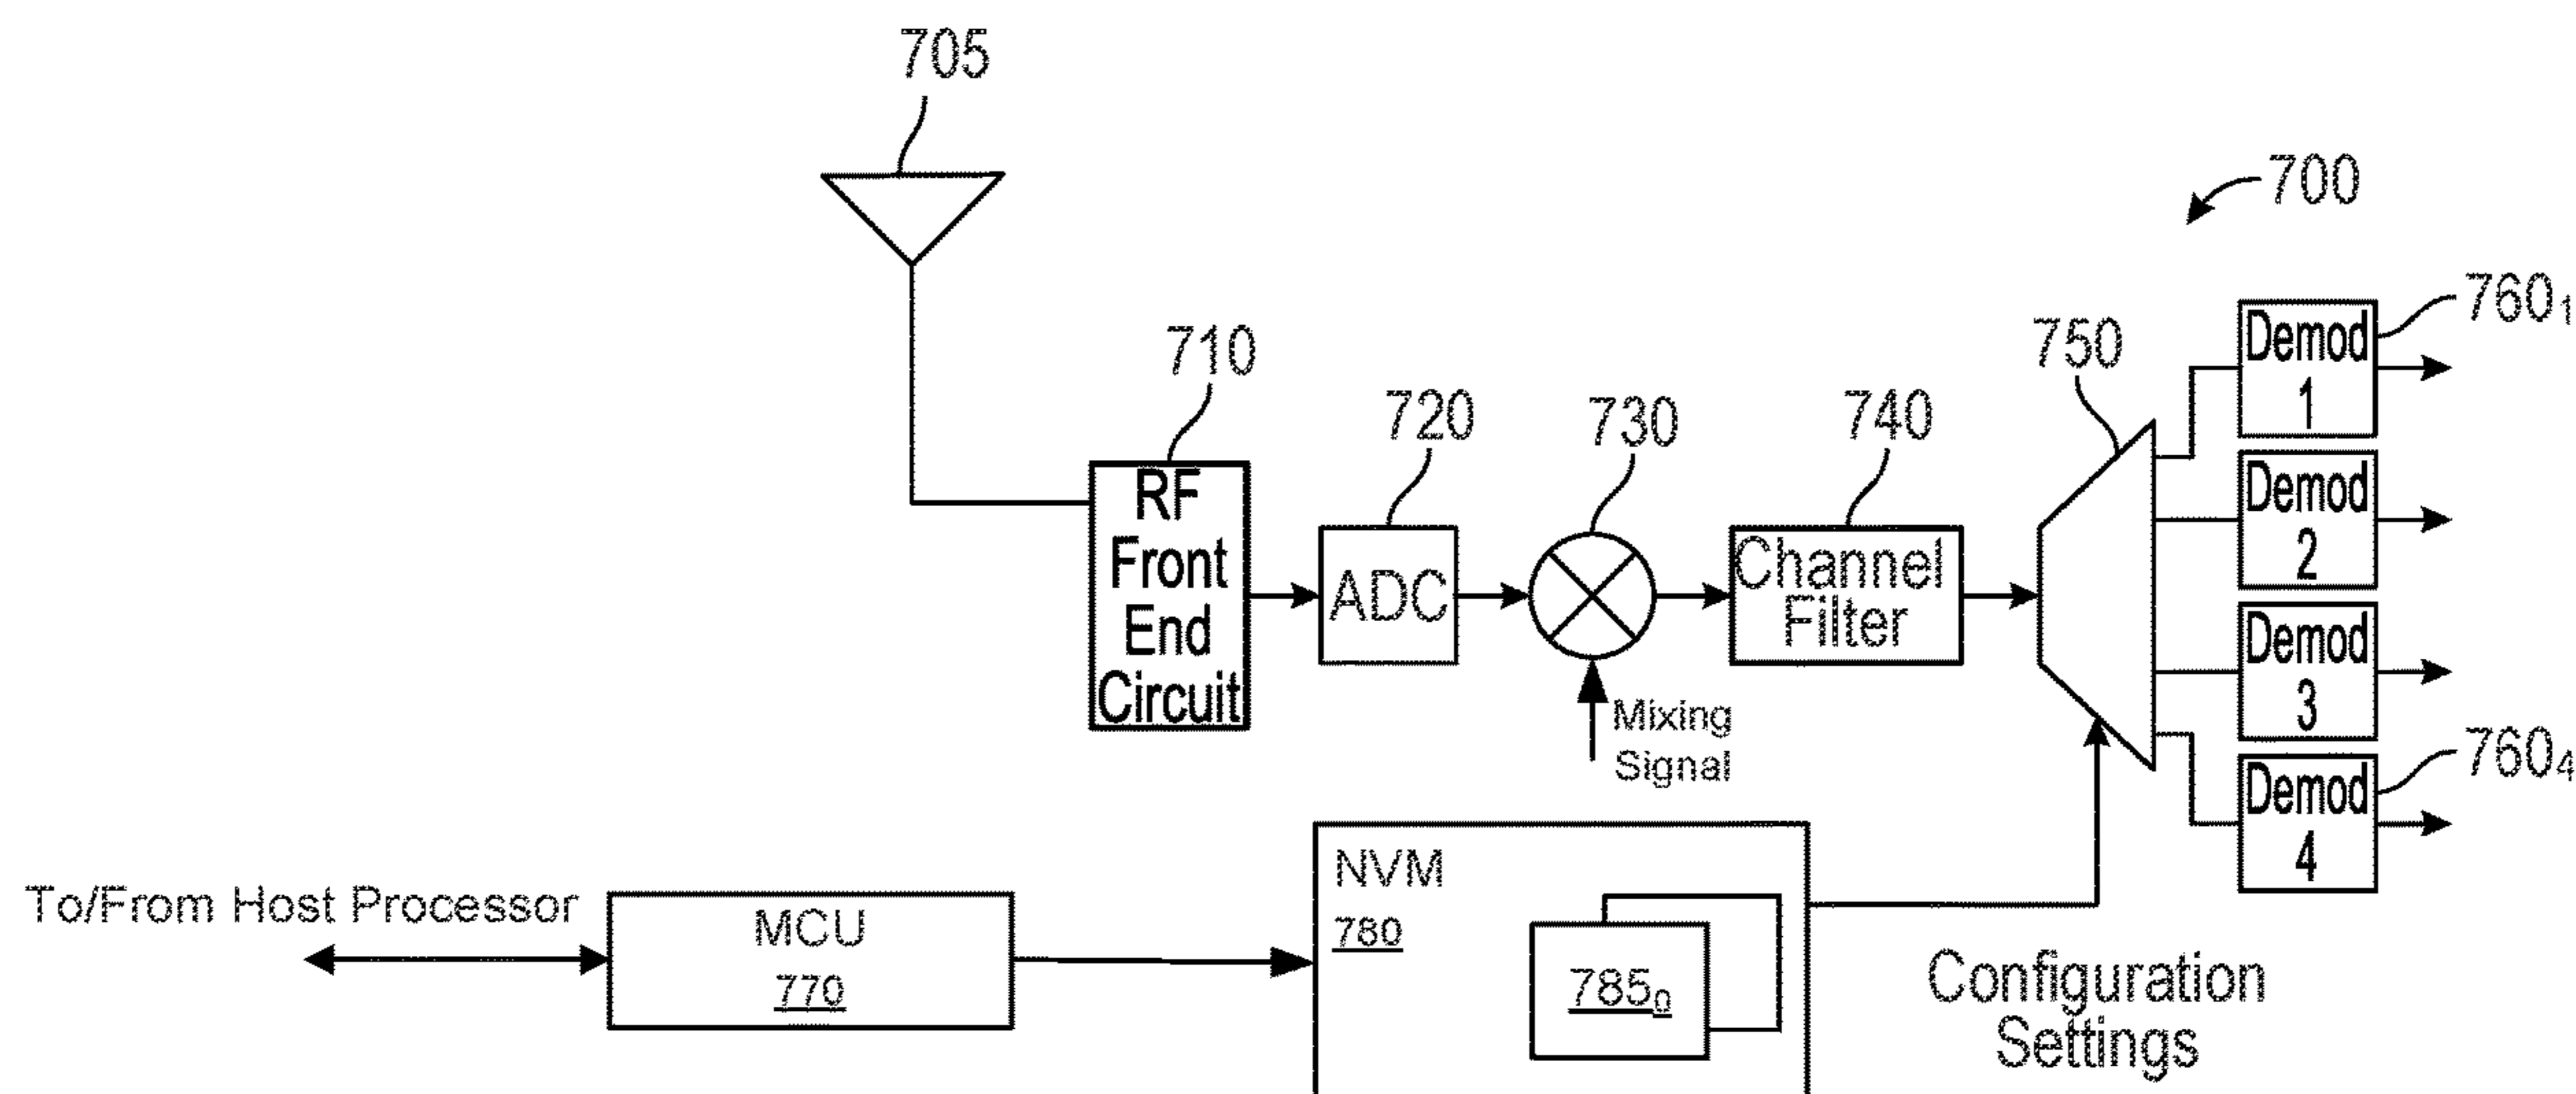 705
700
760₁
710
720
730
740
750
Demod
1
RF
Front
End
Circuit
ADC
Channel
Filter
Demod
2
Demod
3
Mixing
Signal
760₄
Demod
4
To/From Host Processor
MCU
770
NVM
780
785₀
Configuration
Settings